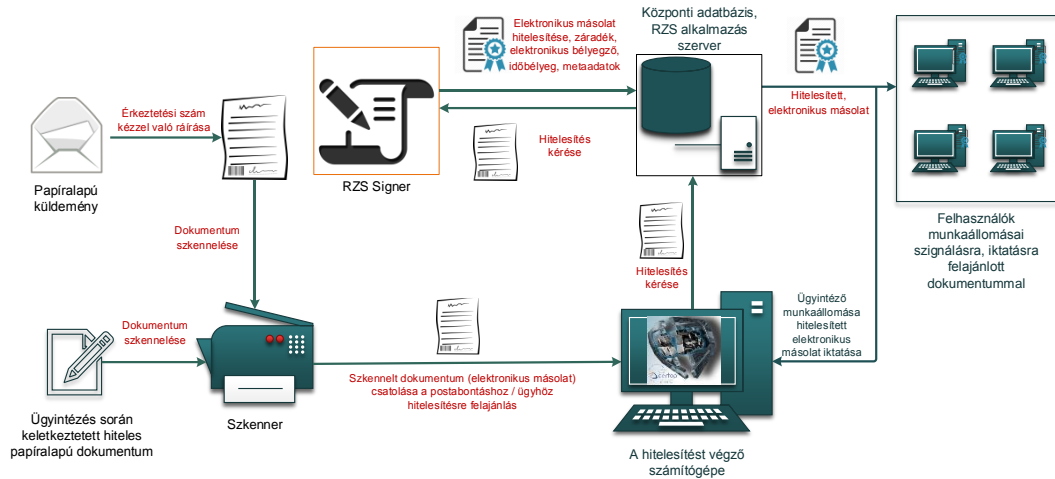 Elektronikus másolat
hitelesítése, záradék,
elektronikus bélyegző,
időbélyeg, metaadatok
Központi adatbázis,
RZS alkalmazás
szerver
Érkeztetési szám
kézzel való ráírása
Hitelesített,
elektronikus másolat
Hitelesítés
kérése
Papíralapú
küldemény
RZS Signer
Felhasználók
munkaállomásai
szignálásra, iktatásra
felajánlott
dokumentummal
Dokumentum
szkennelése
Hitelesítés
kérése
Dokumentum
szkennelése
Ügyintéző
munkaállomása
hitelesített
elektronikus
másolat iktatása
Szkennelt dokumentum (elektronikus másolat)
csatolása a postabontáshoz / ügyhöz
hitelesítésre felajánlás
Ügyintézés során
keletkeztetett hiteles
papíralapú dokumentum
Szkenner
A hitelesítést végző
számítógépe